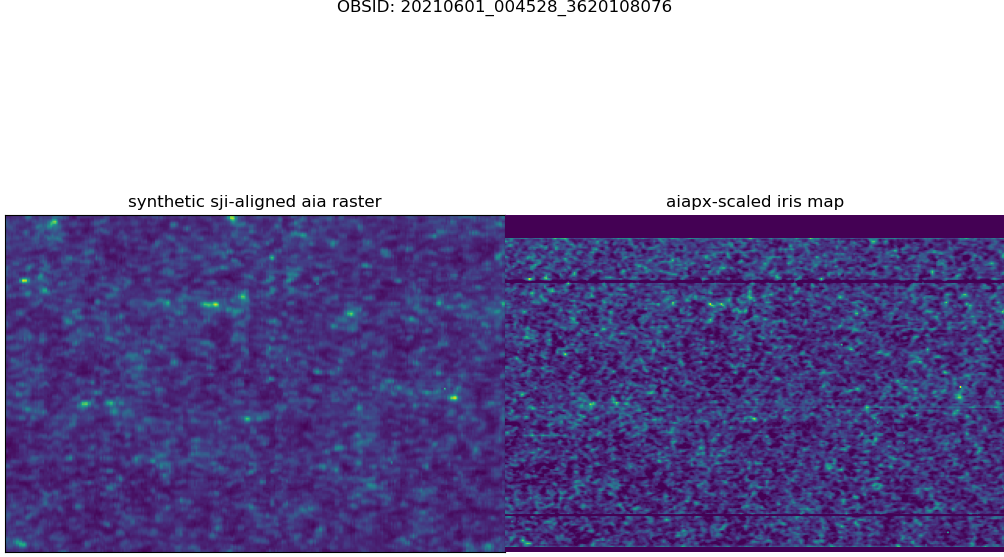 OBSID: 20210601_004528_3620108076
synthetic sji-aligned aia raster
aiapx-scaled iris map